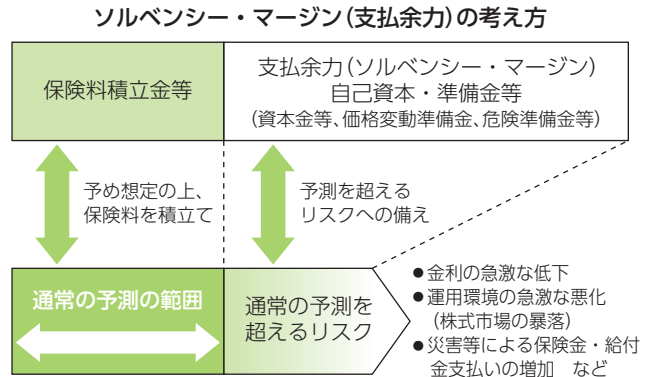 ソルベンシー・マージン(支払余力)の考え方
保険料積立金等
支払余力(ソルベンシー・マージン)
自己資本・準備金等
(資本金等、価格変動準備金、危険準備金等)
予め想定の上、
保険料を積立て
予測を超える
リスクへの備え
通常の予測の範囲
通常の予測を
超えるリスク
●金利の急激な低下
●運用環境の急激な悪化
(株式市場の暴落)
●災害等による保険金・給付
金支払いの増加 など